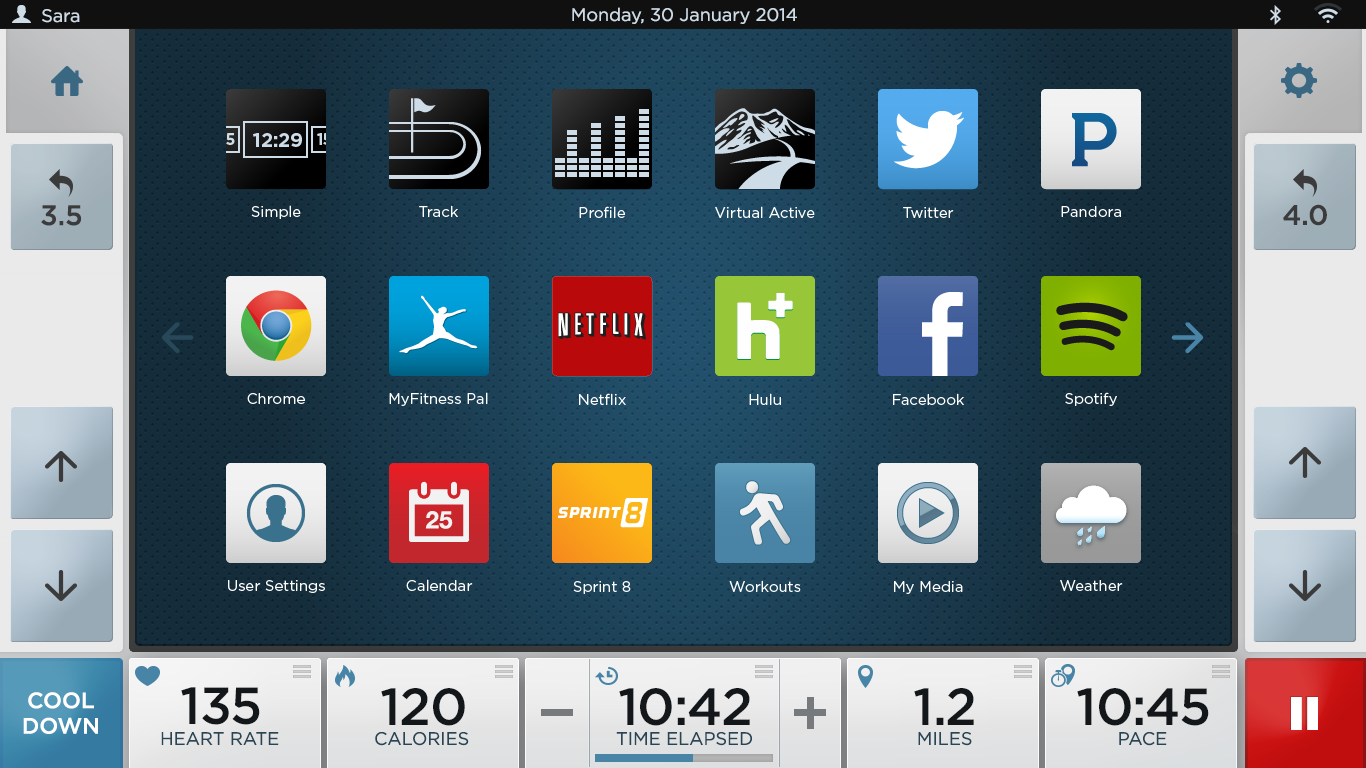 Sara
Monday, 30 January 2014
3.5
4.0
5 12:29 15
P
Simple
Track
Profile
Virtual Active
Twitter
Pandora
NETFLIX
h+
f
Chrome
MyFitness Pal
Netflix
Hulu
Facebook
Spotify
25
SPRINT 8
User Settings
Calendar
Sprint 8
Workouts
My Media
Weather
COOL
DOWN
135
HEART RATE
120
CALORIES
10:42
TIME ELAPSED
1.2
MILES
10:45
PACE